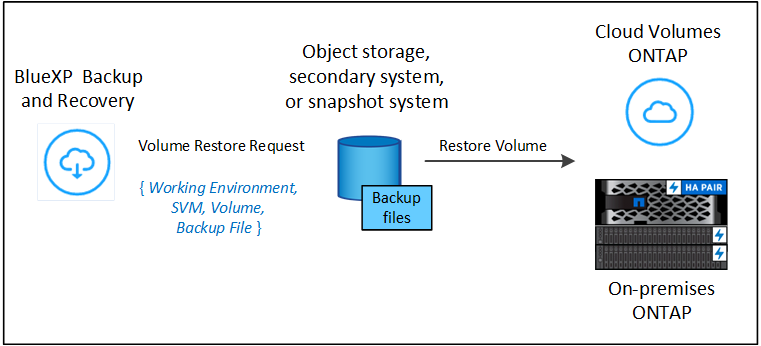 BlueXP Backup
and Recovery
Volume Restore Request
{ Working Environment,
SVM, Volume,
Backup File }
Object storage,
secondary system,
or snapshot system
Backup
files
Restore Volume
Cloud Volumes
ONTAP
HA PAIR
On-premises
ONTAP